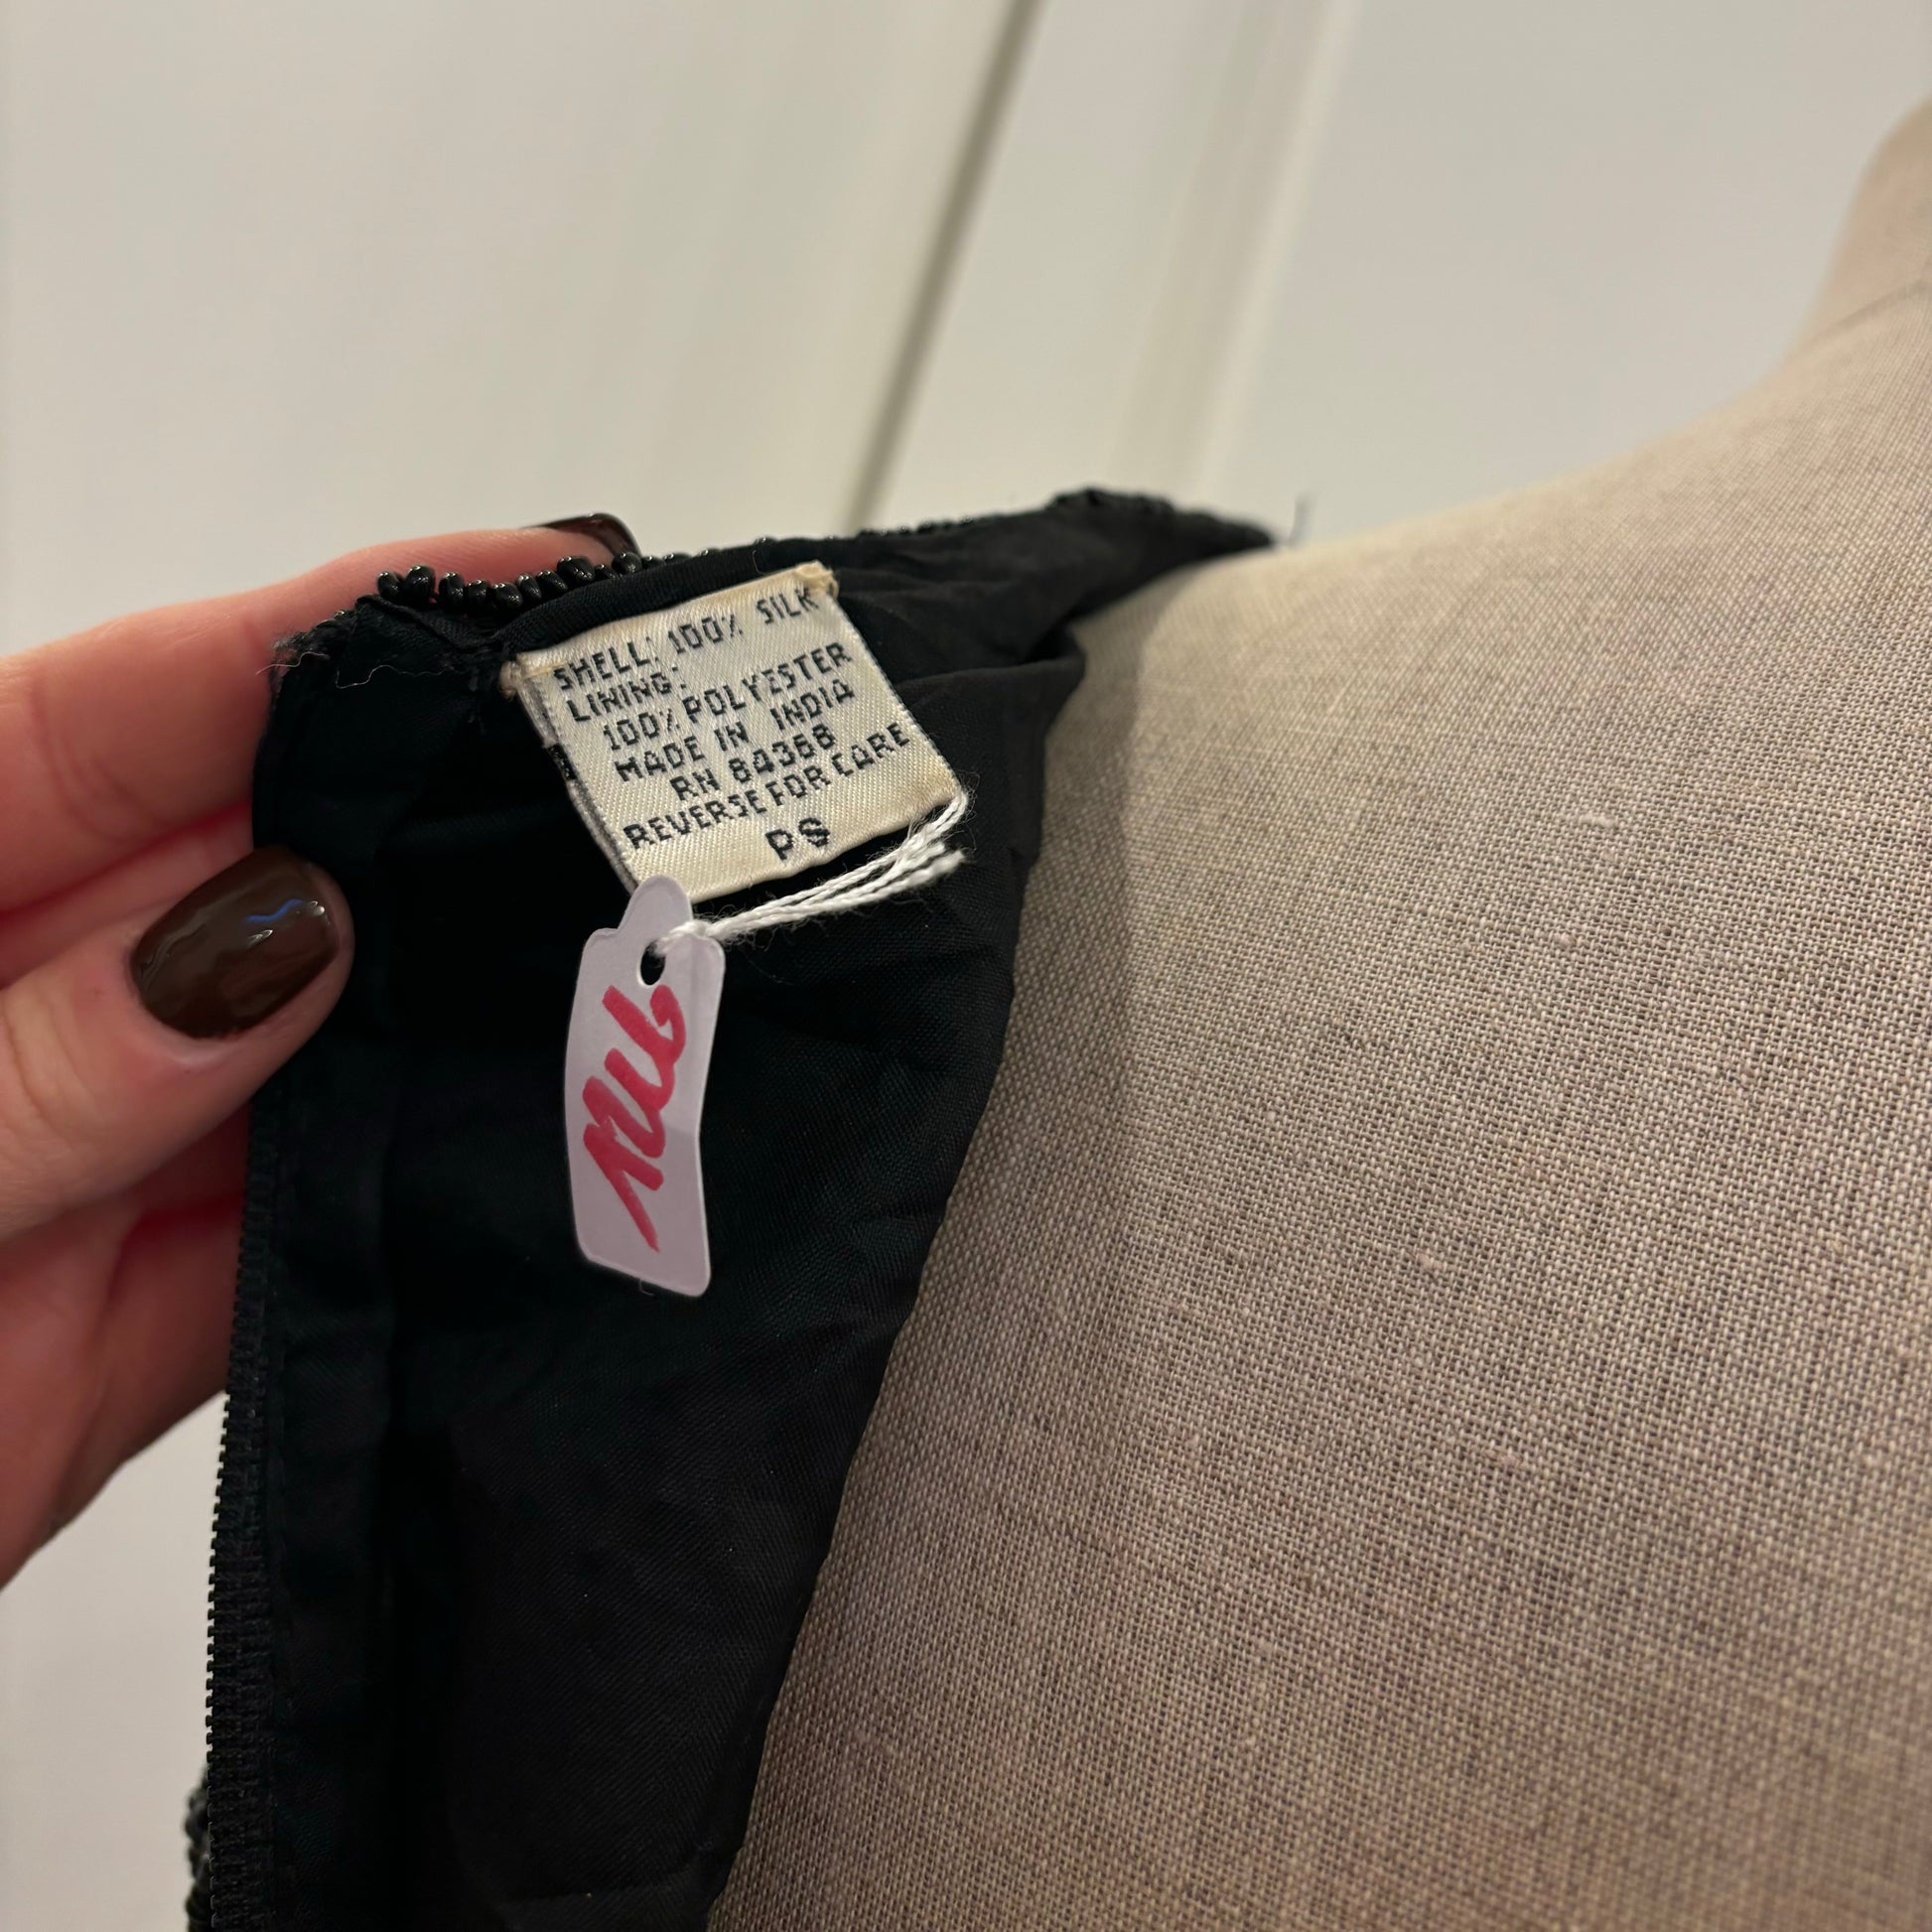 SHELL: 100% SILK
LINING:
100% POLYESTER
MADE IN INDIA
RN 84368
REVERSE FOR CARE
PS